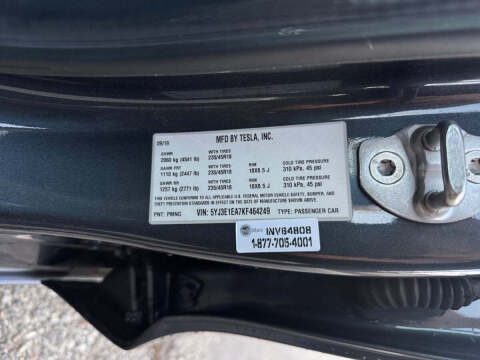 MFD BY TESLA, INC.
09/19
GVWR WITH TIRES
2060 kg (4541 lb) 235/45R18
GAWR FRT WITH TIRES RIM COLD TIRE PRESSURE
1110 kg (2447 lb) 235/45R18 18X8.5 J 310 kPa, 45 psi
GAWR RR WITH TIRES RIM COLD TIRE PRESSURE
1257 kg (2771 lb) 235/45R18 18X8.5 J 310 kPa, 45 psi
THIS VEHICLE CONFORMS TO ALL APPLICABLE FEDERAL MOTOR VEHICLE SAFETY, BUMPER,
AND THEFT PREVENTION STANDARDS IN EFFECT ON THE DATE OF MANUFACTURE SHOWN ABOVE.
PNT: PMNG VIN: 5YJ3E1EA7KF464249 TYPE: PASSENGER CAR
INV64808
1-877-705-4001